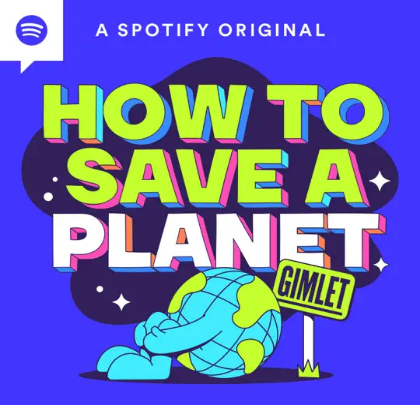 A SPOTIFY ORIGINAL
HOW TO
SAVE A
PLANET
GIMLET